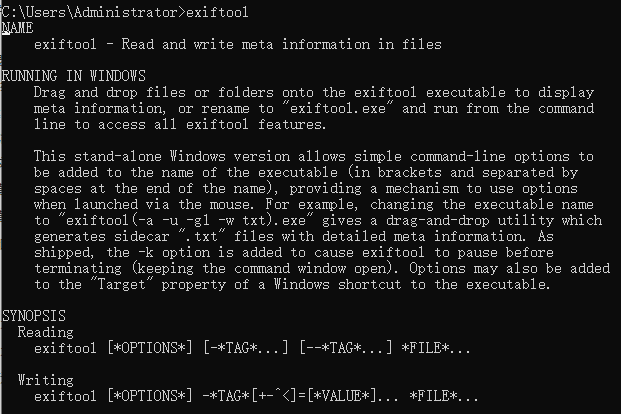 C:\Users\Administrator>exiftool
NAME
exiftool - Read and write meta information in files
RUNNING IN WINDOWS
Drag and drop files or folders onto the exiftool executable to display
meta information, or rename to "exiftool.exe" and run from the command
line to access all exiftool features.
This stand-alone Windows version allows simple command-line options to
be added to the name of the executable (in brackets and separated by
spaces at the end of the name), providing a mechanism to use options
when launched via the mouse. For example, changing the executable name
to "exiftool(-a -u -g1 -w txt).exe" gives a drag-and-drop utility which
generates sidecar ".txt" files with detailed meta information. As
shipped, the -k option is added to cause exiftool to pause before
terminating (keeping the command window open). Options may also be added
to the "Target" property of a Windows shortcut to the executable.
SYNOPSIS
Reading
exiftool [*OPTIONS*] [-*TAG*...] [--*TAG*...] *FILE*...
Writing
exiftool [*OPTIONS*] -*TAG*[+-^<]=[*VALUE*]... *FILE*...